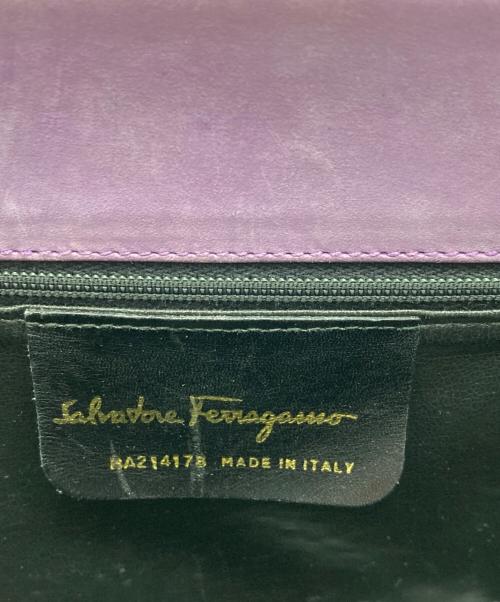 Salvatore Ferragamo
BA214178 MADE IN ITALY